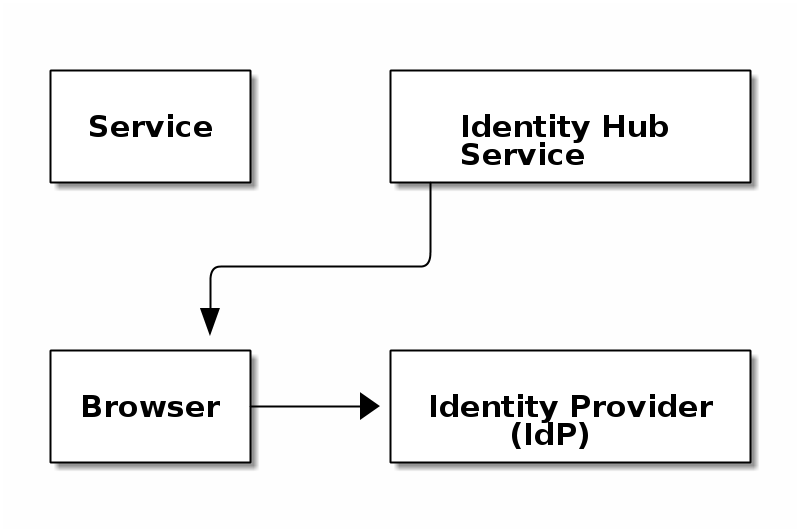 Service
Identity Hub
Service
Browser
Identity Provider
(IdP)